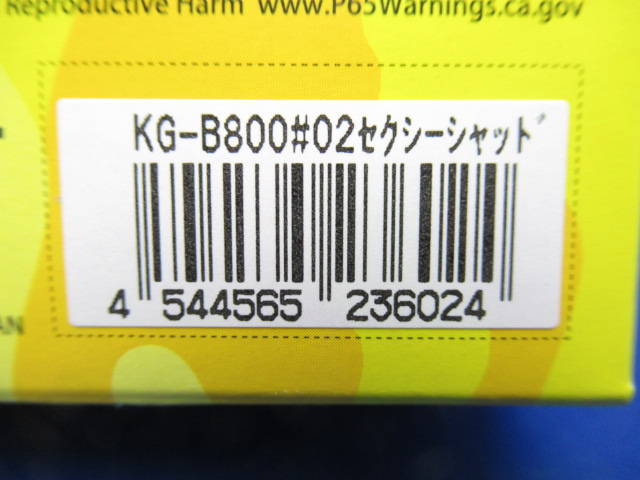 Reproductive Harm www.P65Warnings.ca.gov
KG-B800#02セクシーシャッド
4 544565 236024
AN